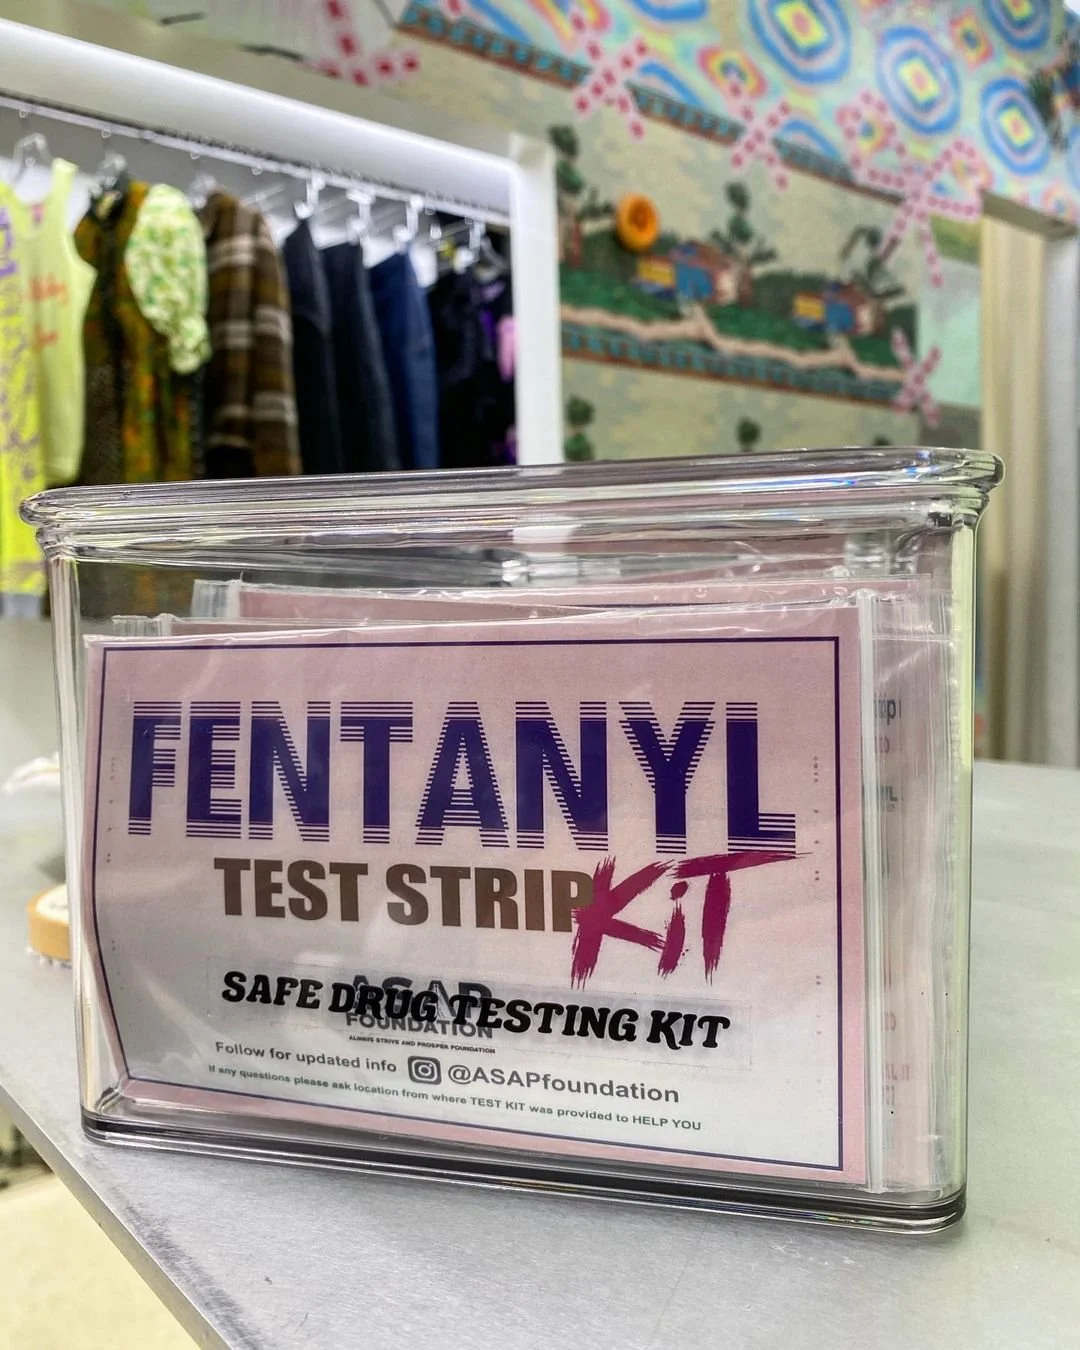 FENTANYL
TEST STRIP KiT
ASAP
SAFE DRUG TESTING KIT
FOUNDATION
ALWAYS STRIVE AND PROSPER FOUNDATION
Follow for updated info @ASAPfoundation
If any questions please ask location from where TEST KIT was provided to HELP YOU